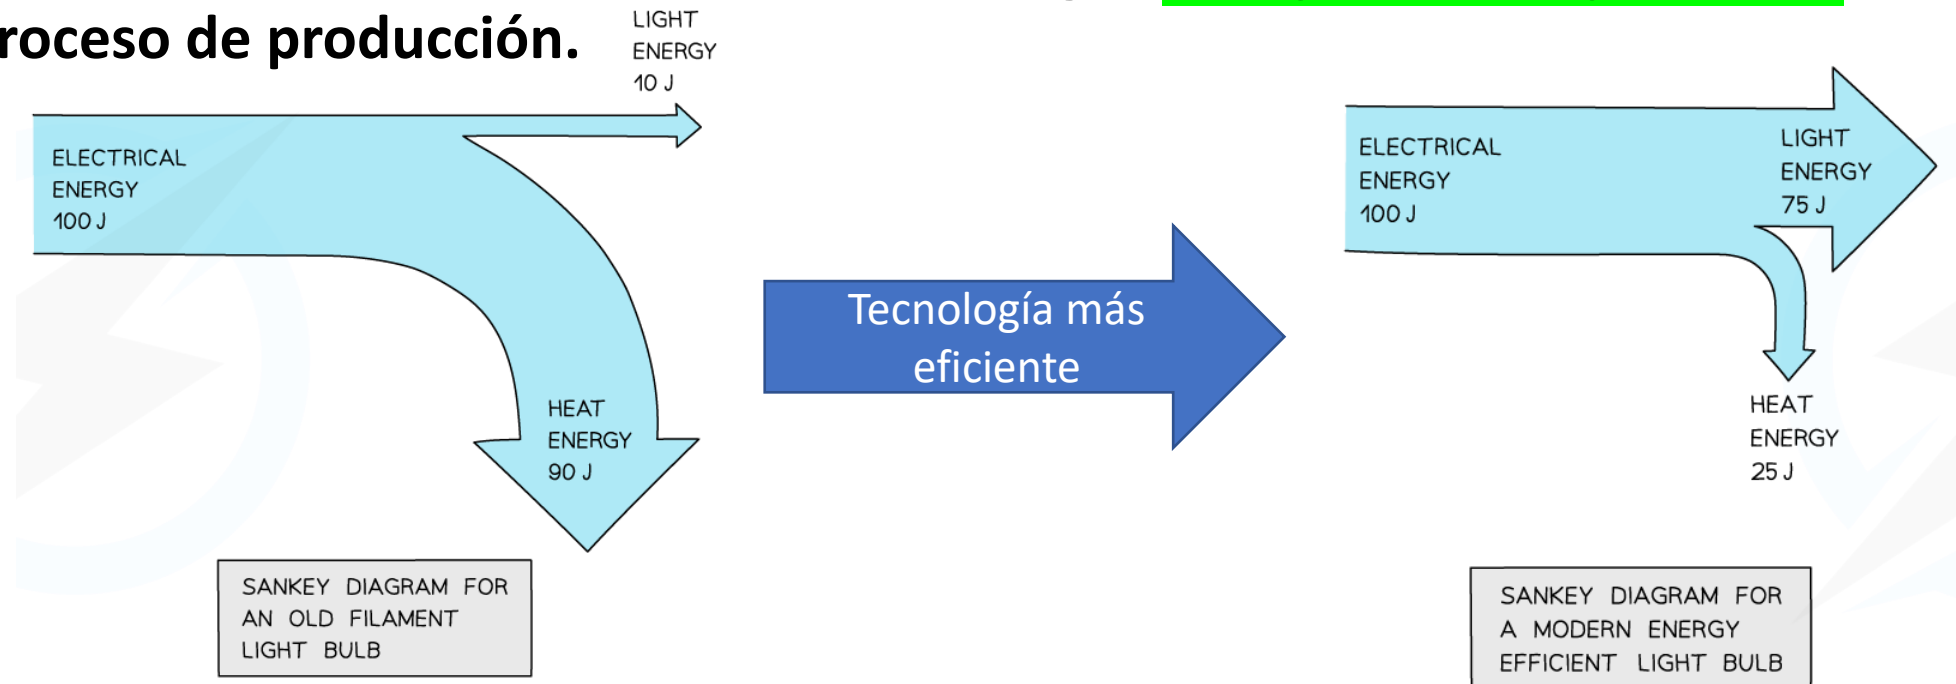 proceso de producción.
LIGHT
ENERGY
10 J
ELECTRICAL
ENERGY
100 J
HEAT
ENERGY
90 J
SANKEY DIAGRAM FOR
AN OLD FILAMENT
LIGHT BULB
Tecnología más
eficiente
ELECTRICAL
ENERGY
100 J
LIGHT
ENERGY
75 J
HEAT
ENERGY
25 J
SANKEY DIAGRAM FOR
A MODERN ENERGY
EFFICIENT LIGHT BULB